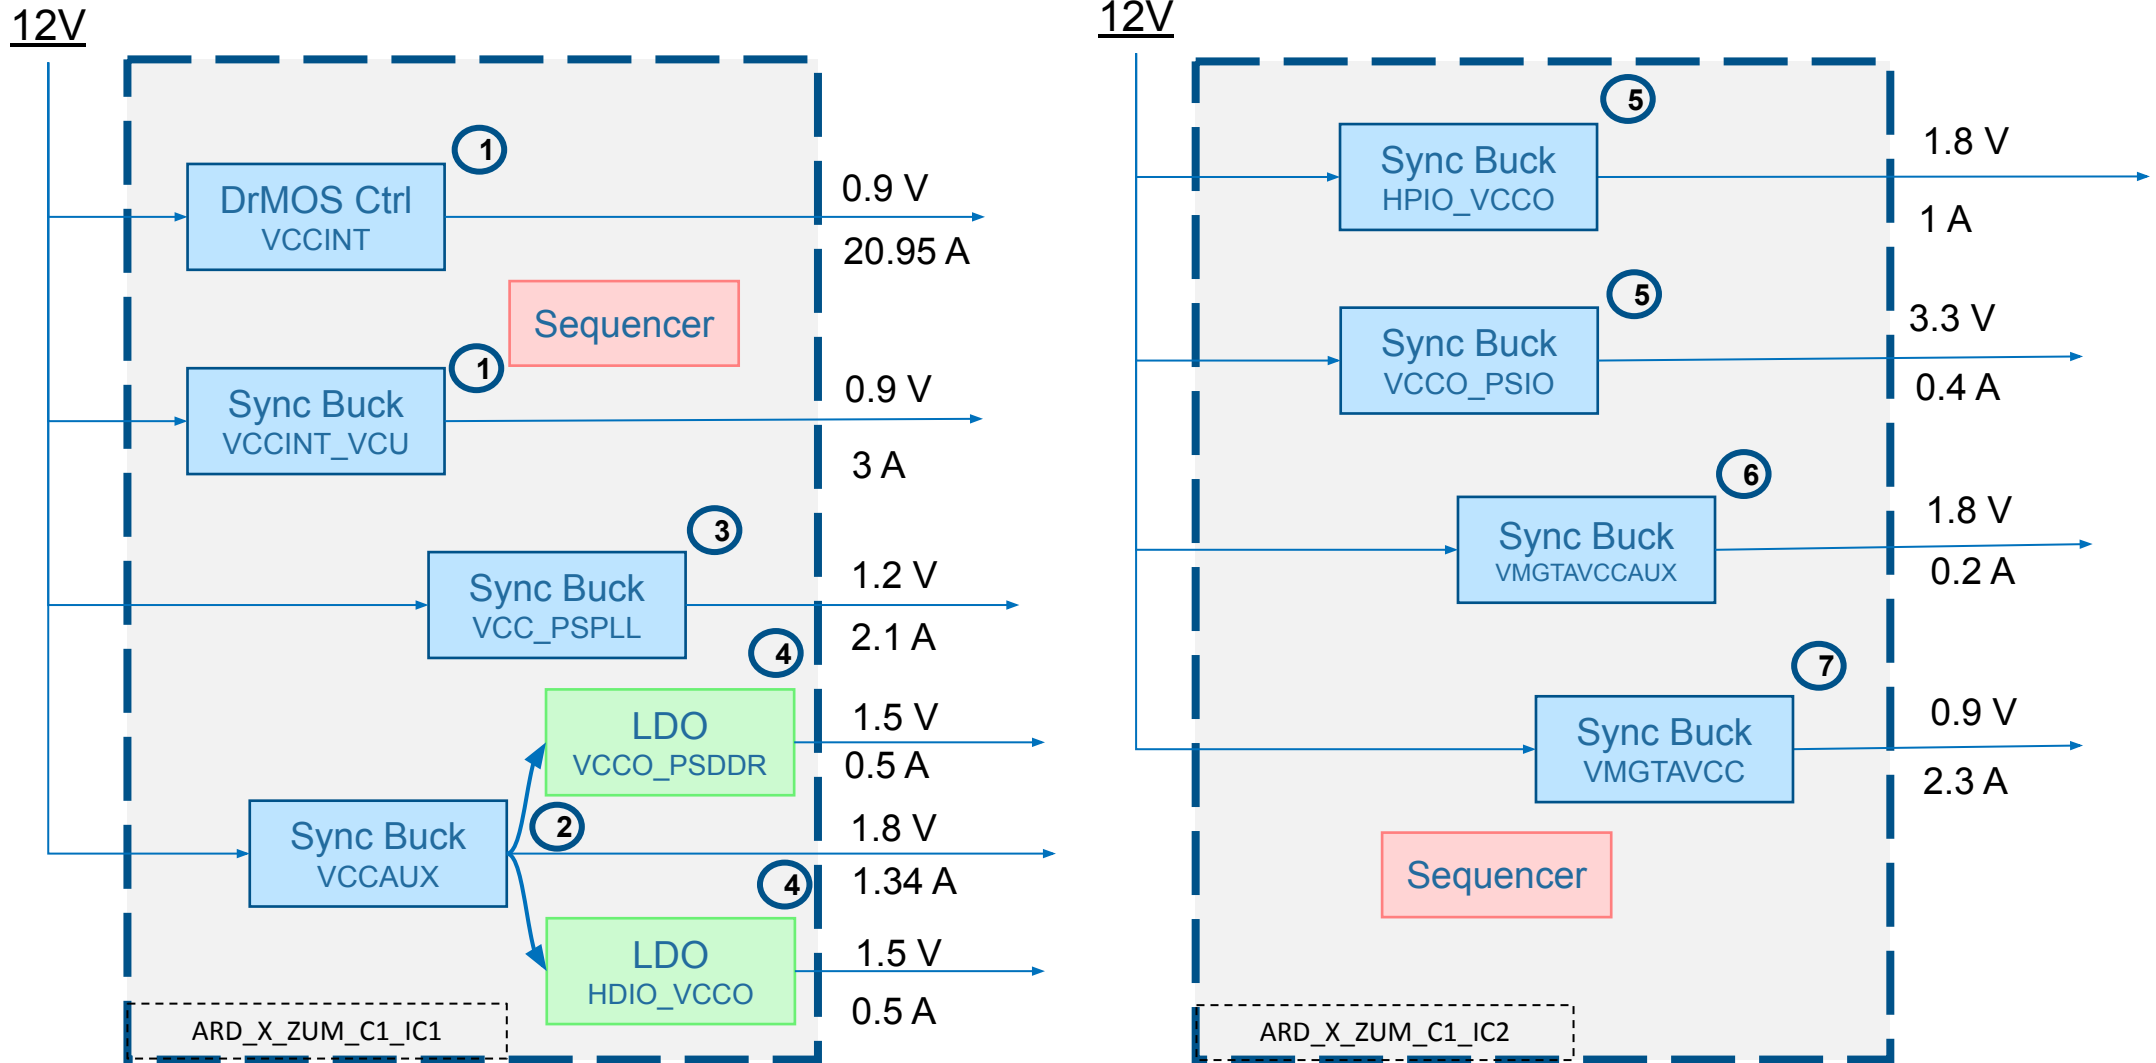 12V
1
DrMOS Ctrl
VCCINT
0.9 V
20.95 A
Sequencer
1
Sync Buck
VCCINT_VCU
0.9 V
3 A
3
Sync Buck
VCC_PSPLL
1.2 V
2.1 A
4
LDO
VCCO_PSDDR
1.5 V
0.5 A
Sync Buck
VCCAUX
2
1.8 V
1.34 A
4
LDO
HDIO_VCCO
1.5 V
0.5 A
ARD_X_ZUM_C1_IC1
12V
5
Sync Buck
HPIO_VCCO
1.8 V
1 A
5
Sync Buck
VCCO_PSIO
3.3 V
0.4 A
6
Sync Buck
VMGTAVCCAUX
1.8 V
0.2 A
7
Sync Buck
VMGTAVCC
0.9 V
2.3 A
Sequencer
ARD_X_ZUM_C1_IC2